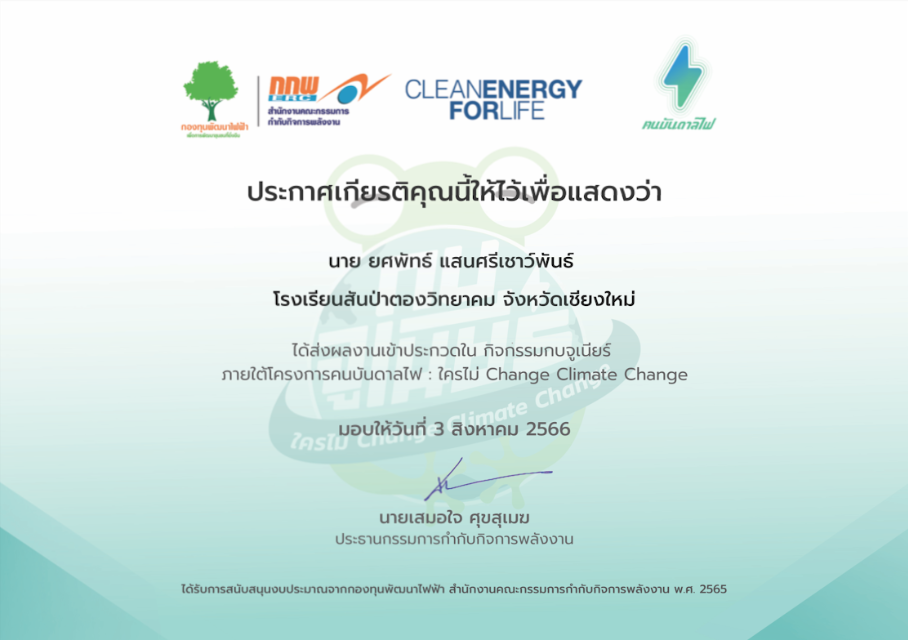 กองทุนพัฒนาไฟฟ้า
กกพ
ERC
สำนักงานคณะกรรมการ
กำกับกิจการพลังงาน
CLEANENERGY
FORLIFE
คนบันดาลไฟ
ประกาศเกียรติคุณนี้ให้ไว้เพื่อแสดงว่า
นาย ยศพัทธ์ แสนศรีเชาว์พันธ์
โรงเรียนสันป่าตองวิทยาคม จังหวัดเชียงใหม่
กบ
จูเนียร์
ได้ส่งผลงานเข้าประกวดใน กิจกรรมกบจูเนียร์
ภายใต้โครงการคนบันดาลไฟ : ใครไม่ Change Climate Change
ใครไม่ Change Climate Change
มอบให้วันที่ 3 สิงหาคม 2566
นายเสมอใจ ศุขสุเมฆ
ประธานกรรมการกำกับกิจการพลังงาน
ได้รับการสนับสนุนงบประมาณจากกองทุนพัฒนาไฟฟ้า สำนักงานคณะกรรมการกำกับกิจการพลังงาน พ.ศ. 2565